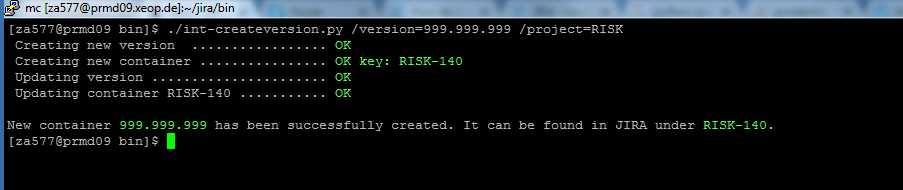 mc [za577@prmd09.xeop.de]:~/jira/bin
[za577@prmd09 bin]$ ./int-createversion.py /version=999.999.999 /project=RISK
Creating new version ................. OK
Creating new container ................ OK key: RISK-140
Updating version ...................... OK
Updating container RISK-140 ........... OK
New container 999.999.999 has been successfully created. It can be found in JIRA under RISK-140.
[za577@prmd09 bin]$